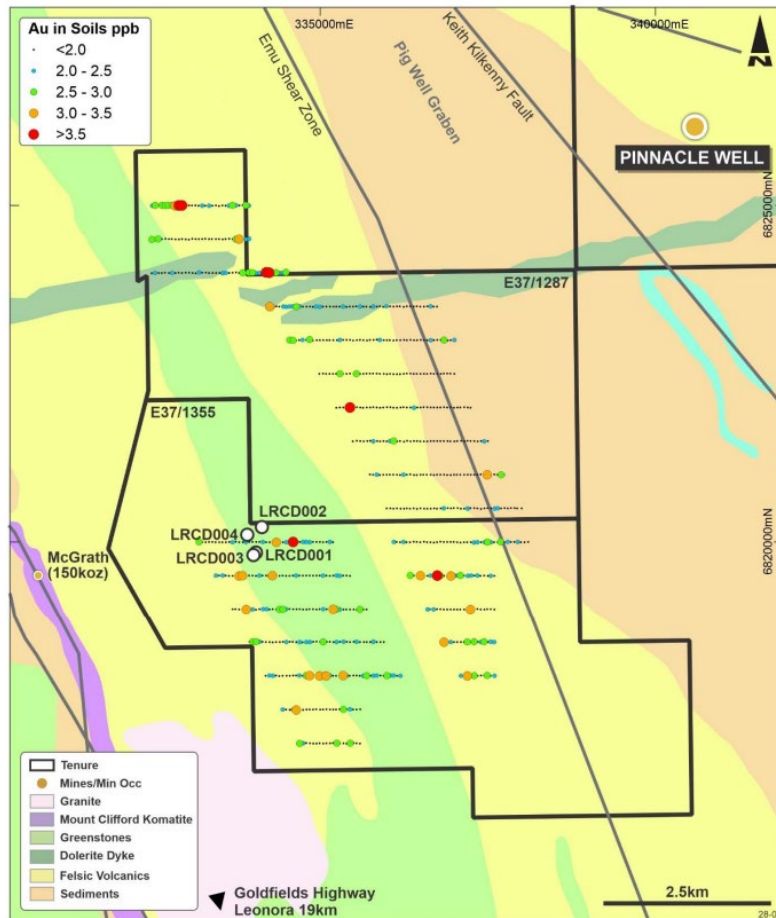 Au in Soils ppb
<2.0
2.0 - 2.5
2.5 - 3.0
3.0 - 3.5
>3.5
335000mE
340000mE
N
Emu Shear Zone
Pig Well Graben
Keith Kilkenny Fault
PINNACLE WELL
6825000mN
E37/1287
E37/1355
LRCD002
LRCD004
LRCD003
LRCD001
McGrath
(150koz)
6820000mN
Tenure
Mines/Min Occ
Granite
Mount Clifford Komatite
Greenstones
Dolerite Dyke
Felsic Volcanics
Sediments
Goldfields Highway
Leonora 19km
2.5km